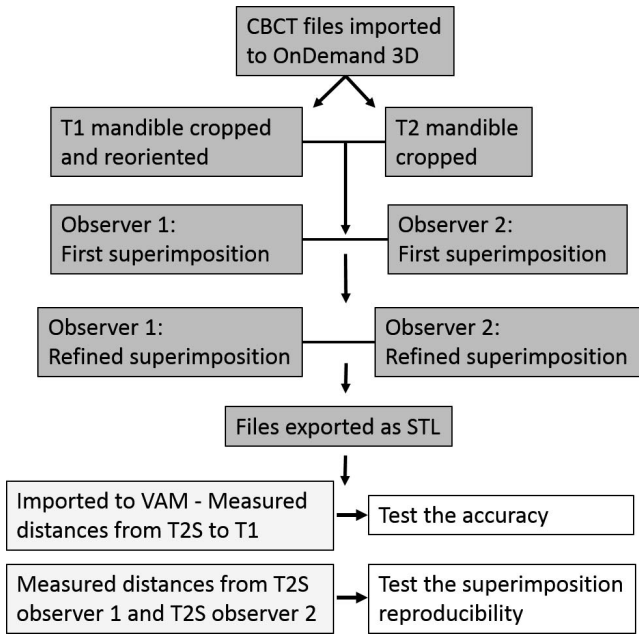 CBCT files imported
to OnDemand 3D
T1 mandible cropped
and reoriented
T2 mandible
cropped
Observer 1:
First superimposition
Observer 2:
First superimposition
Observer 1:
Refined superimposition
Observer 2:
Refined superimposition
Files exported as STL
Imported to VAM - Measured
distances from T2S to T1
Test the accuracy
Measured distances from T2S
observer 1 and T2S observer 2
Test the superimposition
reproducibility